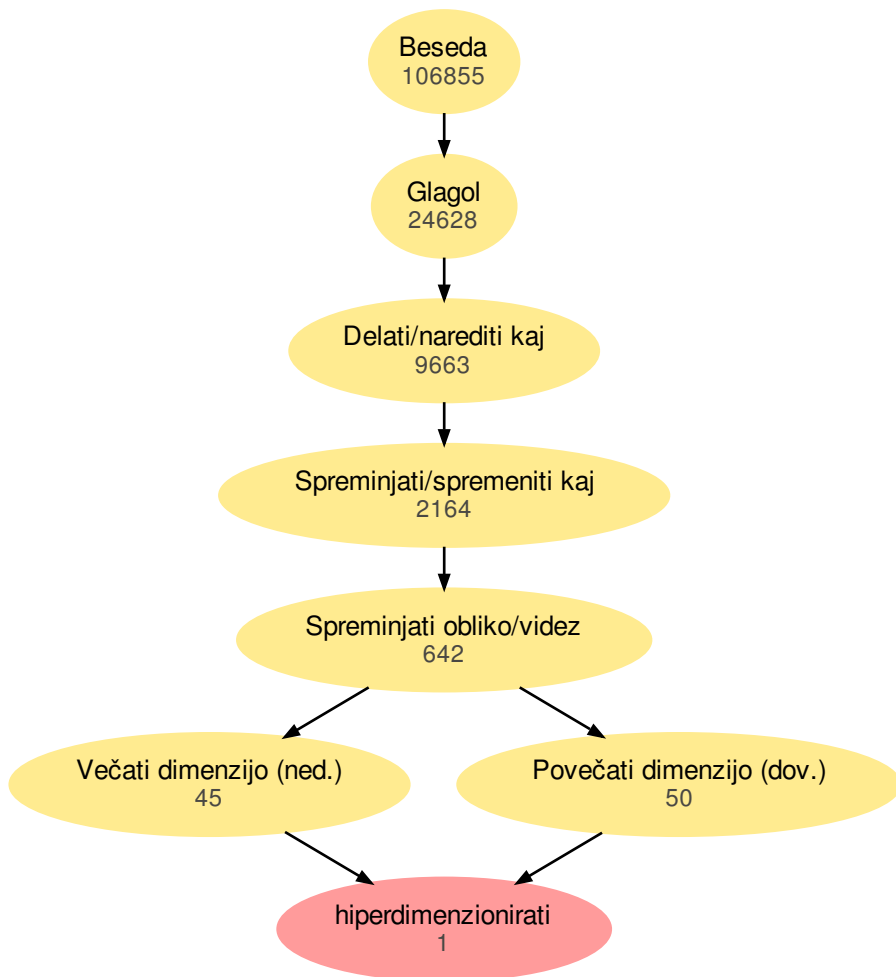 Beseda
106855
Glagol
24628
Delati/narediti kaj
9663
Spreminjati/spremeniti kaj
2164
Spreminjati obliko/videz
642
Večati dimenzijo (ned.)
45
Povečati dimenzijo (dov.)
50
hiperdimenzionirati
1